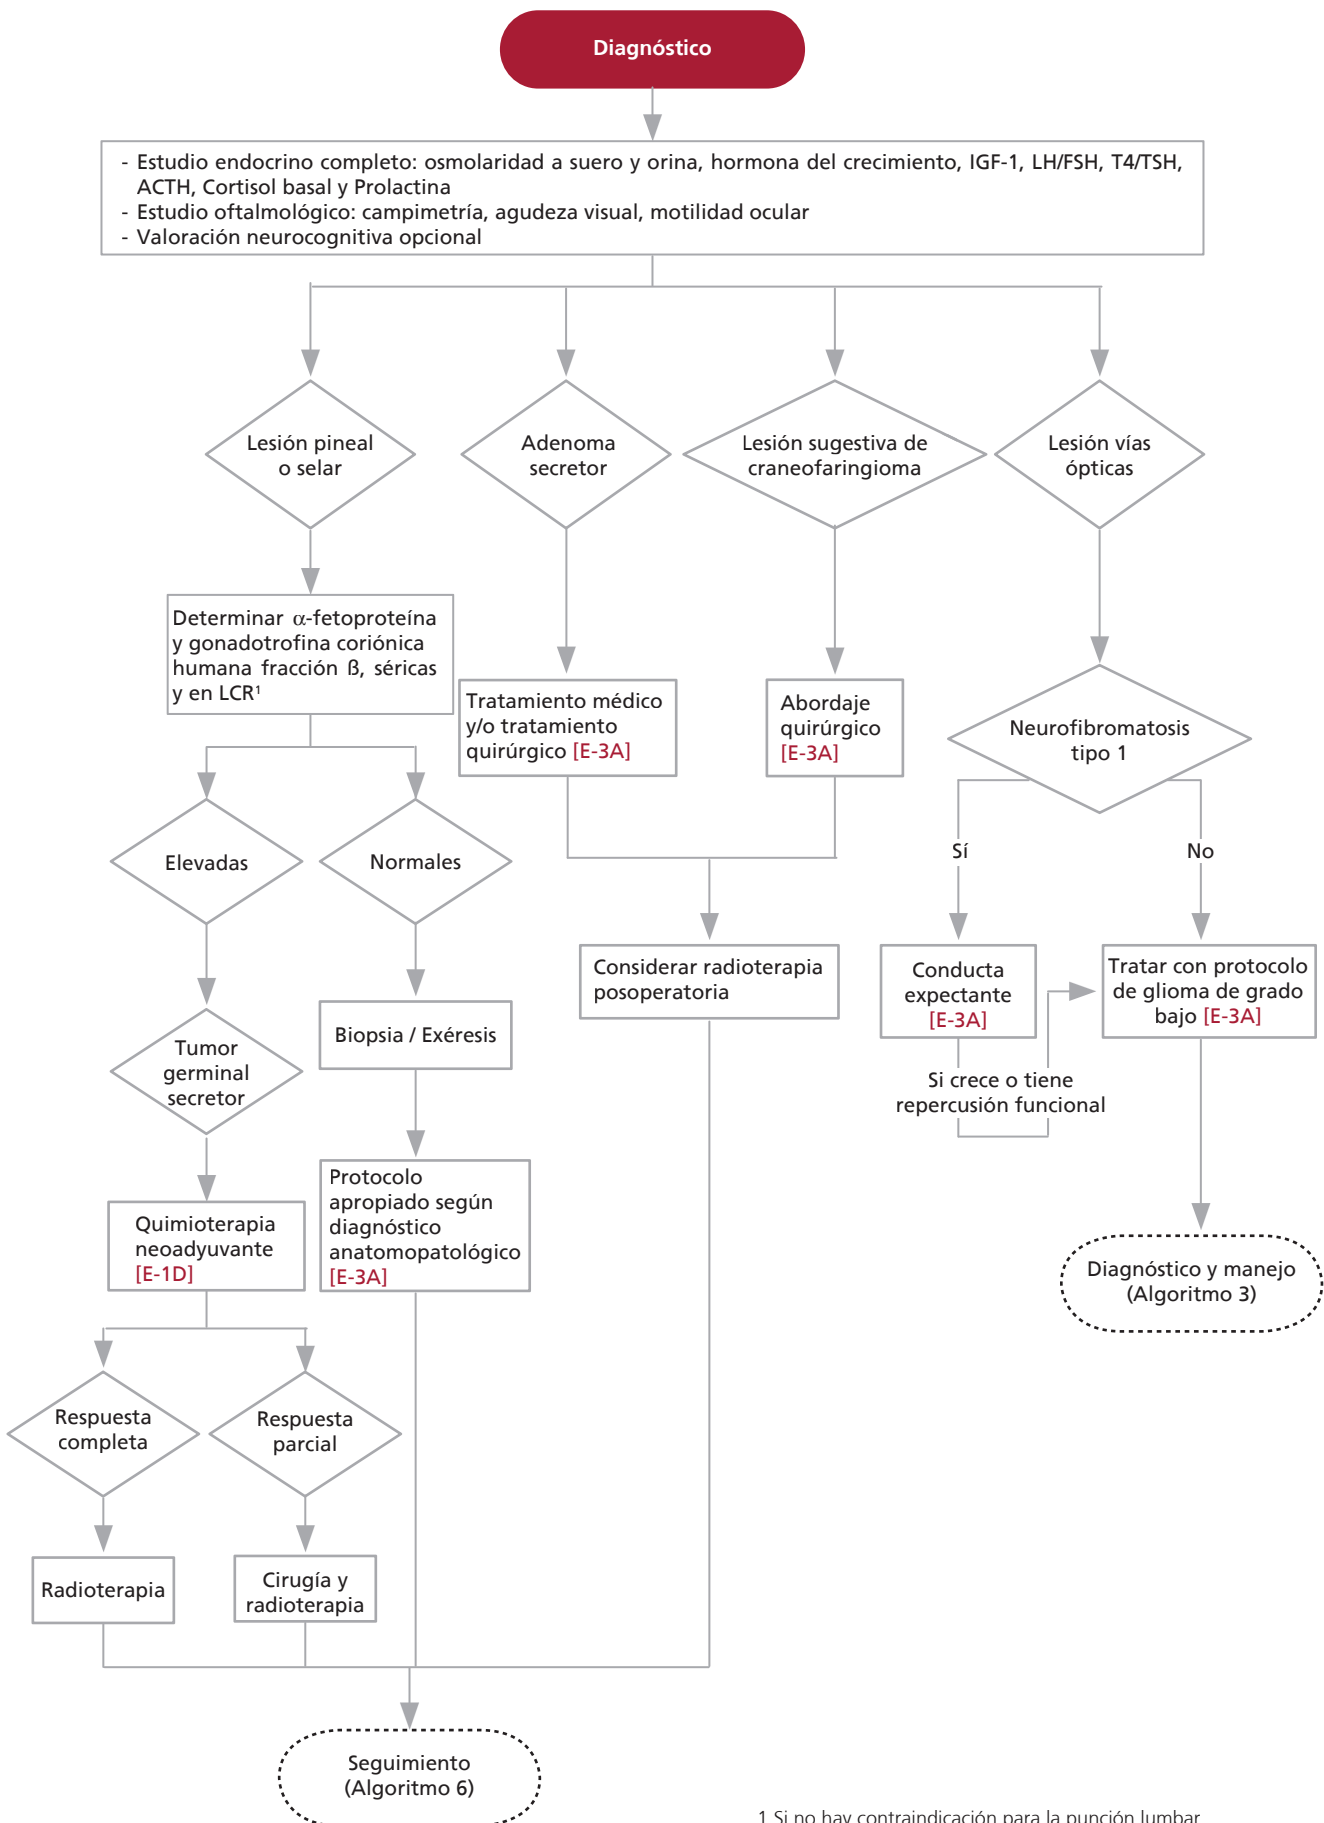 Diagnóstico
- Estudio endocrino completo: osmolaridad a suero y orina, hormona del crecimiento, IGF-1, LH/FSH, T4/TSH,
ACTH, Cortisol basal y Prolactina
- Estudio oftalmológico: campimetría, agudeza visual, motilidad ocular
- Valoración neurocognitiva opcional
Lesión pineal
o selar
Adenoma
secretor
Lesión sugestiva de
craneofaringioma
Lesión vías
ópticas
Determinar α-fetoproteína
y gonadotrofina coriónica
humana fracción ß, séricas
y en LCR¹
Tratamiento médico
y/o tratamiento
quirúrgico [E-3A]
Abordaje
quirúrgico
[E-3A]
Neurofibromatosis
tipo 1
Elevadas
Normales
Sí
No
Considerar radioterapia
posoperatoria
Conducta
expectante
[E-3A]
Tratar con protocolo
de glioma de grado
bajo [E-3A]
Tumor
germinal
secretor
Biopsia / Exéresis
Si crece o tiene
repercusión funcional
Quimioterapia
neoadyuvante
[E-1D]
Protocolo
apropiado según
diagnóstico
anatomopatológico
[E-3A]
Diagnóstico y manejo
(Algoritmo 3)
Respuesta
completa
Respuesta
parcial
Radioterapia
Cirugía y
radioterapia
Seguimiento
(Algoritmo 6)
1 Si no hay contraindicación para la punción lumbar